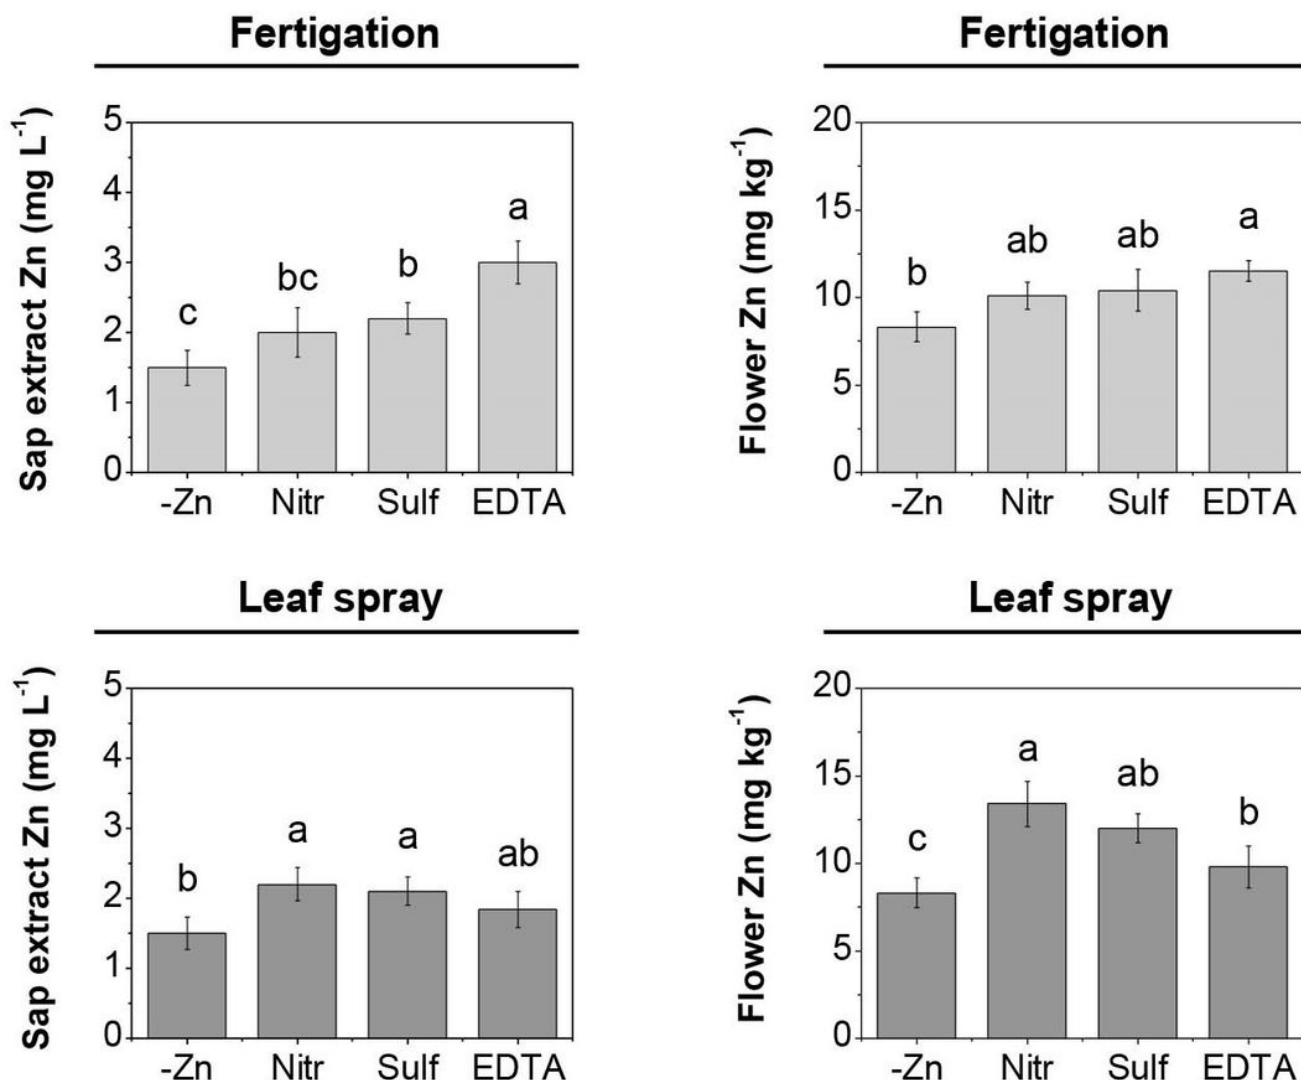 Fertigation
Sap extract Zn (mg L⁻¹)
5
4
3
2
1
0
c
bc
b
a
-Zn Nitr Sulf EDTA
Fertigation
Flower Zn (mg kg⁻¹)
20
15
10
5
0
b
ab
ab
a
-Zn Nitr Sulf EDTA
Leaf spray
Sap extract Zn (mg L⁻¹)
5
4
3
2
1
0
b
a
a
ab
-Zn Nitr Sulf EDTA
Leaf spray
Flower Zn (mg kg⁻¹)
20
15
10
5
0
c
a
ab
b
-Zn Nitr Sulf EDTA